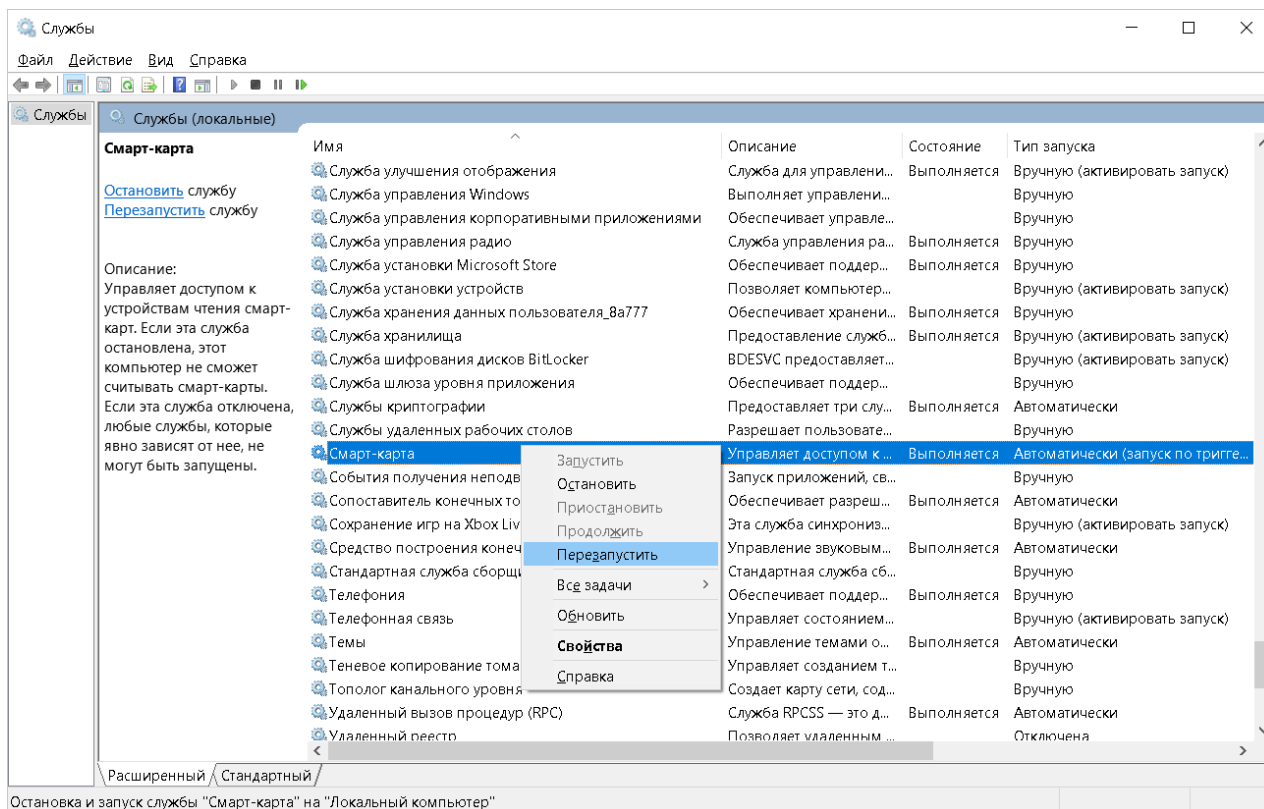 Службы
Файл Действие Вид Справка
Службы
Службы (локальные)
Смарт-карта
Остановить службу
Перезапустить службу
Описание:
Управляет доступом к
устройствам чтения смарт-
карт. Если эта служба
остановлена, этот
компьютер не сможет
считывать смарт-карты.
Если эта служба отключена,
любые службы, которые
явно зависят от нее, не
могут быть запущены.
Имя Описание Состояние Тип запуска
Служба улучшения отображения Служба для управлени... Выполняется Вручную (активировать запуск)
Служба управления Windows Выполняет управлени... Вручную
Служба управления корпоративными приложениями Обеспечивает управле... Вручную
Служба управления радио Служба управления ра... Выполняется Вручную
Служба установки Microsoft Store Обеспечивает поддер... Выполняется Вручную
Служба установки устройств Позволяет компьютер... Вручную (активировать запуск)
Служба хранения данных пользователя_8a777 Обеспечивает хранени... Выполняется Вручную
Служба хранилища Предоставление служб... Выполняется Вручную (активировать запуск)
Служба шифрования дисков BitLocker BDESVC предоставляет... Вручную (активировать запуск)
Служба шлюза уровня приложения Обеспечивает поддер... Вручную
Службы криптографии Предоставляет три слу... Выполняется Автоматически
Службы удаленных рабочих столов Разрешает пользовате... Вручную
Смарт-карта Управляет доступом к ... Выполняется Автоматически (запуск по тригге...
События получения неподв Запуск приложений, св... Вручную
Сопоставитель конечных то Обеспечивает разреш... Выполняется Автоматически
Сохранение игр на Xbox Liv Эта служба синхрониз... Вручную (активировать запуск)
Средство построения конеч Управление звуковым... Выполняется Автоматически
Стандартная служба сборщи Стандартная служба сб... Вручную
Телефония Обеспечивает поддер... Выполняется Вручную
Телефонная связь Управляет состоянием... Вручную (активировать запуск)
Темы Управление темами о... Выполняется Автоматически
Теневое копирование тома Управляет созданием т... Вручную
Тополог канального уровня Создает карту сети, сод... Вручную
Удаленный вызов процедур (RPC) Служба RPCSS — это д... Выполняется Автоматически
Удаленный реестр Позволяет удаленным ... Отключена
Запустить
Остановить
Приостановить
Продолжить
Перезапустить
Все задачи
Обновить
Свойства
Справка
Расширенный Стандартный
Остановка и запуск службы "Смарт-карта" на "Локальный компьютер"